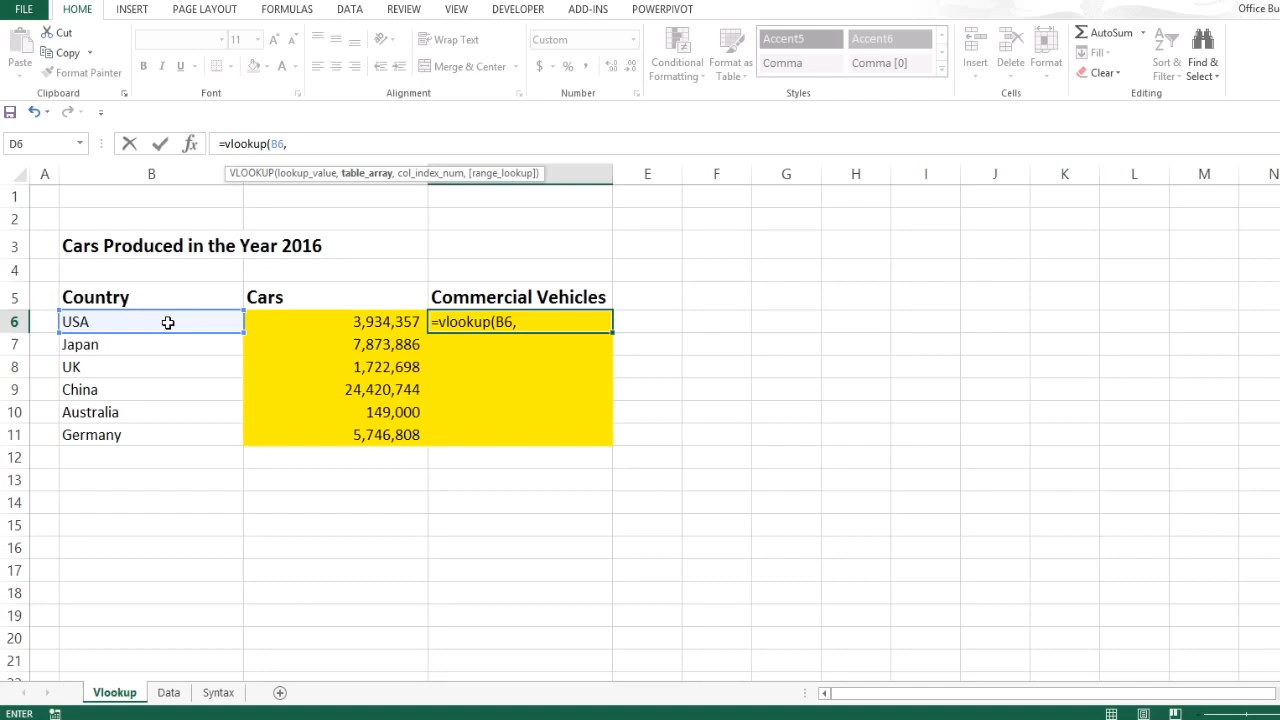 FILE HOME INSERT PAGE LAYOUT FORMULAS DATA REVIEW VIEW DEVELOPER ADD-INS POWERPIVOT Office Bu
Paste Cut Copy Format Painter
Clipboard
11
B I U A A A
Font
Wrap Text
Merge & Center
Alignment
Custom
$ % ,
Number
Conditional Formatting
Format as Table
Accent5 Accent6
Comma Comma [0]
Styles
Insert Delete Format
Cells
AutoSum
Fill
Clear
Sort & Filter
Find & Select
Editing
D6 fx =vlookup(B6,
VLOOKUP(lookup_value, table_array, col_index_num, [range_lookup])
A B E F G H I J K L M N
1
2
3 Cars Produced in the Year 2016
4
5 Country Cars Commercial Vehicles
6 USA 3,934,357 =vlookup(B6,
7 Japan 7,873,886
8 UK 1,722,698
9 China 24,420,744
10 Australia 149,000
11 Germany 5,746,808
12
13
14
15
16
17
18
19
20
21
Vlookup Data Syntax
ENTER